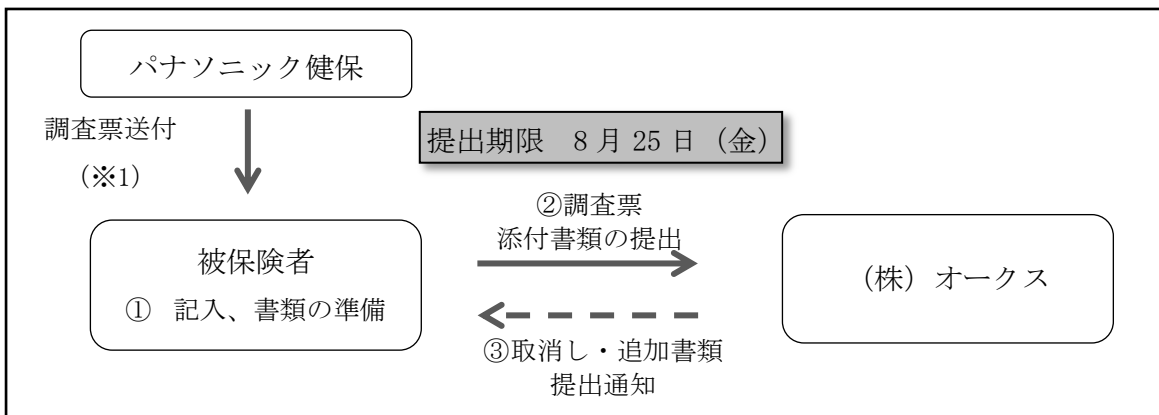 パナソニック健保
調査票送付
(※1)
提出期限 8月25日（金）
②調査票
添付書類の提出
被保険者
① 記入、書類の準備
（株）オークス
③取消し・追加書類
提出通知